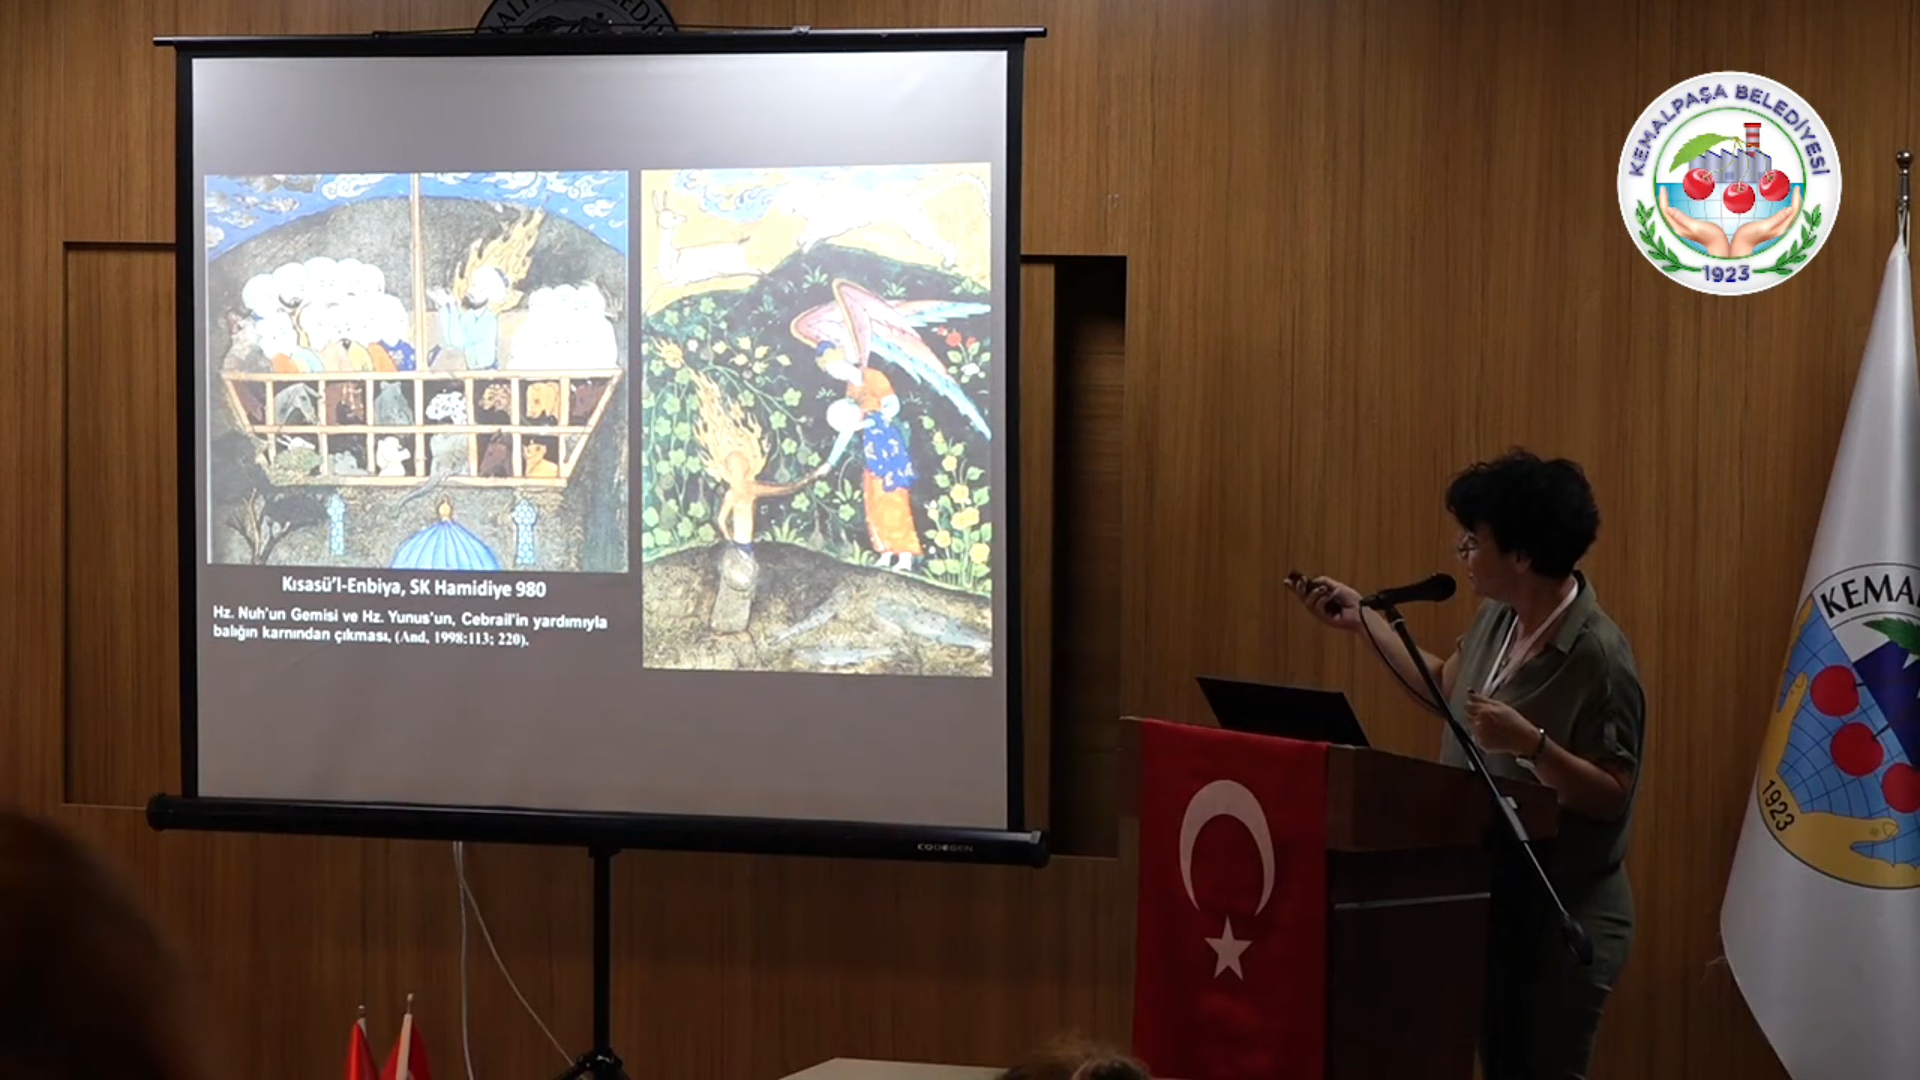 KEMALPAŞA BELEDİYESİ
1923
Kısasü'l-Enbiya, SK Hamidiye 980
Hz. Nuh'un Gemisi ve Hz. Yunus'un, Cebrail'in yardımıyla
balığın karnından çıkması, (And, 1998:113; 220).
KEMA
1923